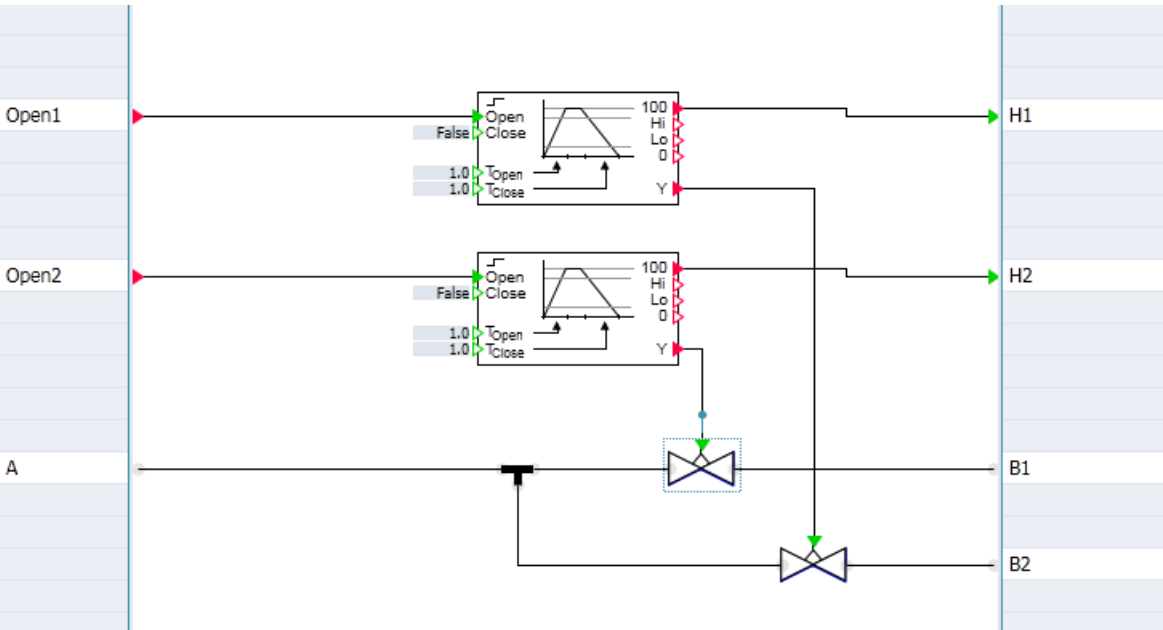 Open1
Open
False
Close
1.0
TOpen
1.0
TClose
100
Hi
Lo
0
Y
H1
Open2
Open
False
Close
1.0
TOpen
1.0
TClose
100
Hi
Lo
0
Y
H2
A
B1
B2